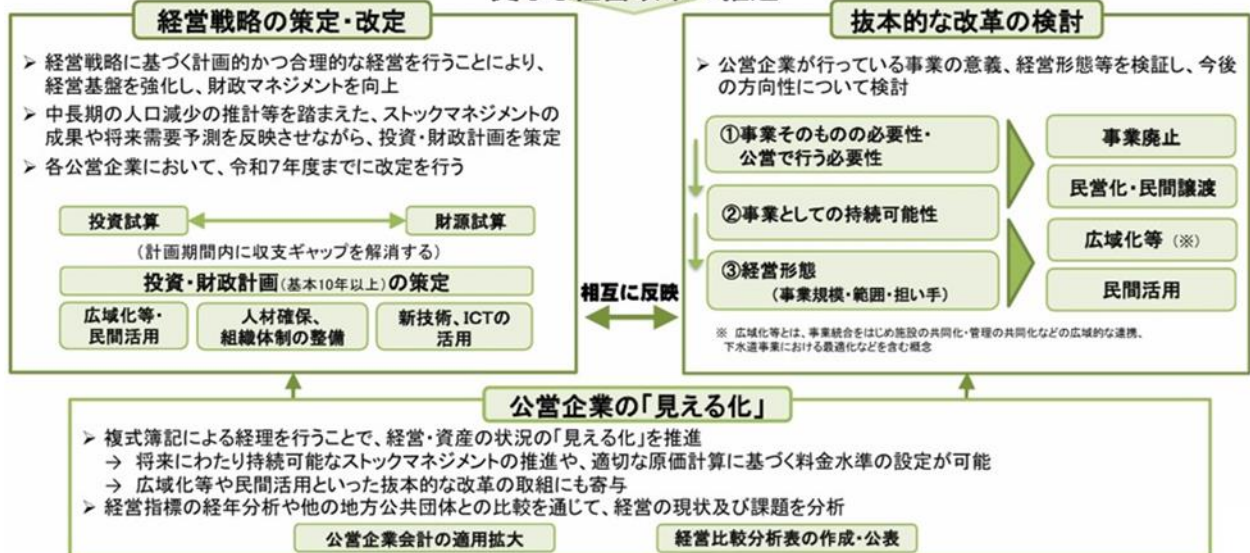 経営戦略の策定・改定
➢ 経営戦略に基づく計画的かつ合理的な経営を行うことにより、
経営基盤を強化し、財政マネジメントを向上
➢ 中長期の人口減少の推計等を踏まえた、ストックマネジメントの
成果や将来需要予測を反映させながら、投資・財政計画を策定
➢ 各公営企業において、令和7年度までに改定を行う
投資試算
財源試算
(計画期間内に収支ギャップを解消する)
投資・財政計画(基本10年以上)の策定
広域化等・
民間活用
人材確保、
組織体制の整備
新技術、ICTの
活用
相互に反映
抜本的な改革の検討
➢ 公営企業が行っている事業の意義、経営形態等を検証し、今後
の方向性について検討
①事業そのものの必要性・
公営で行う必要性
②事業としての持続可能性
③経営形態
(事業規模・範囲・担い手)
事業廃止
民営化・民間譲渡
広域化等 (※)
民間活用
※ 広域化等とは、事業統合をはじめ施設の共同化・管理の共同化などの広域的な連携、
下水道事業における最適化などを含む概念
公営企業の「見える化」
➢ 複式簿記による経理を行うことで、経営・資産の状況の「見える化」を推進
→ 将来にわたり持続可能なストックマネジメントの推進や、適切な原価計算に基づく料金水準の設定が可能
→ 広域化等や民間活用といった抜本的な改革の取組にも寄与
➢ 経営指標の経年分析や他の地方公共団体との比較を通じて、経営の現状及び課題を分析
公営企業会計の適用拡大
経営比較分析表の作成・公表